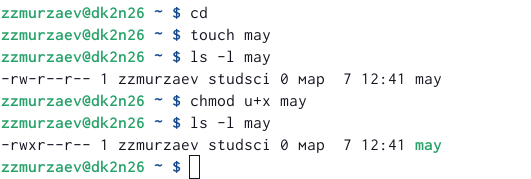 zzmurzaev@dk2n26 ~ $ cd
zzmurzaev@dk2n26 ~ $ touch may
zzmurzaev@dk2n26 ~ $ ls -l may
-rw-r--r-- 1 zzmurzaev studsci 0 мар  7 12:41 may
zzmurzaev@dk2n26 ~ $ chmod u+x may
zzmurzaev@dk2n26 ~ $ ls -l may
-rwxr--r-- 1 zzmurzaev studsci 0 мар  7 12:41 may
zzmurzaev@dk2n26 ~ $